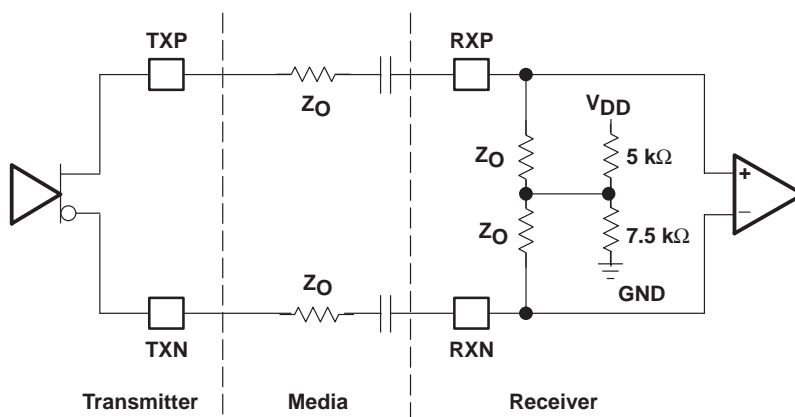 TXP
RXP
ZO
VDD
ZO
5 kΩ
+
−
ZO
7.5 kΩ
GND
ZO
TXN
RXN
Transmitter
Media
Receiver